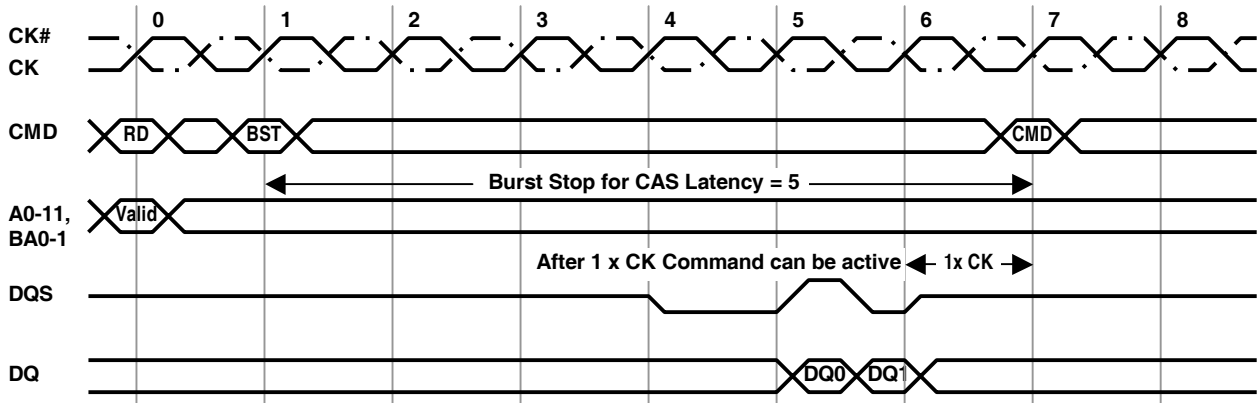 0 1 2 3 4 5 6 7 8
CK#
CK
CMD RD BST CMD
Burst Stop for CAS Latency = 5
A0-11, Valid
BA0-1
After 1 x CK Command can be active 1x CK
DQS
DQ DQ0 DQ1